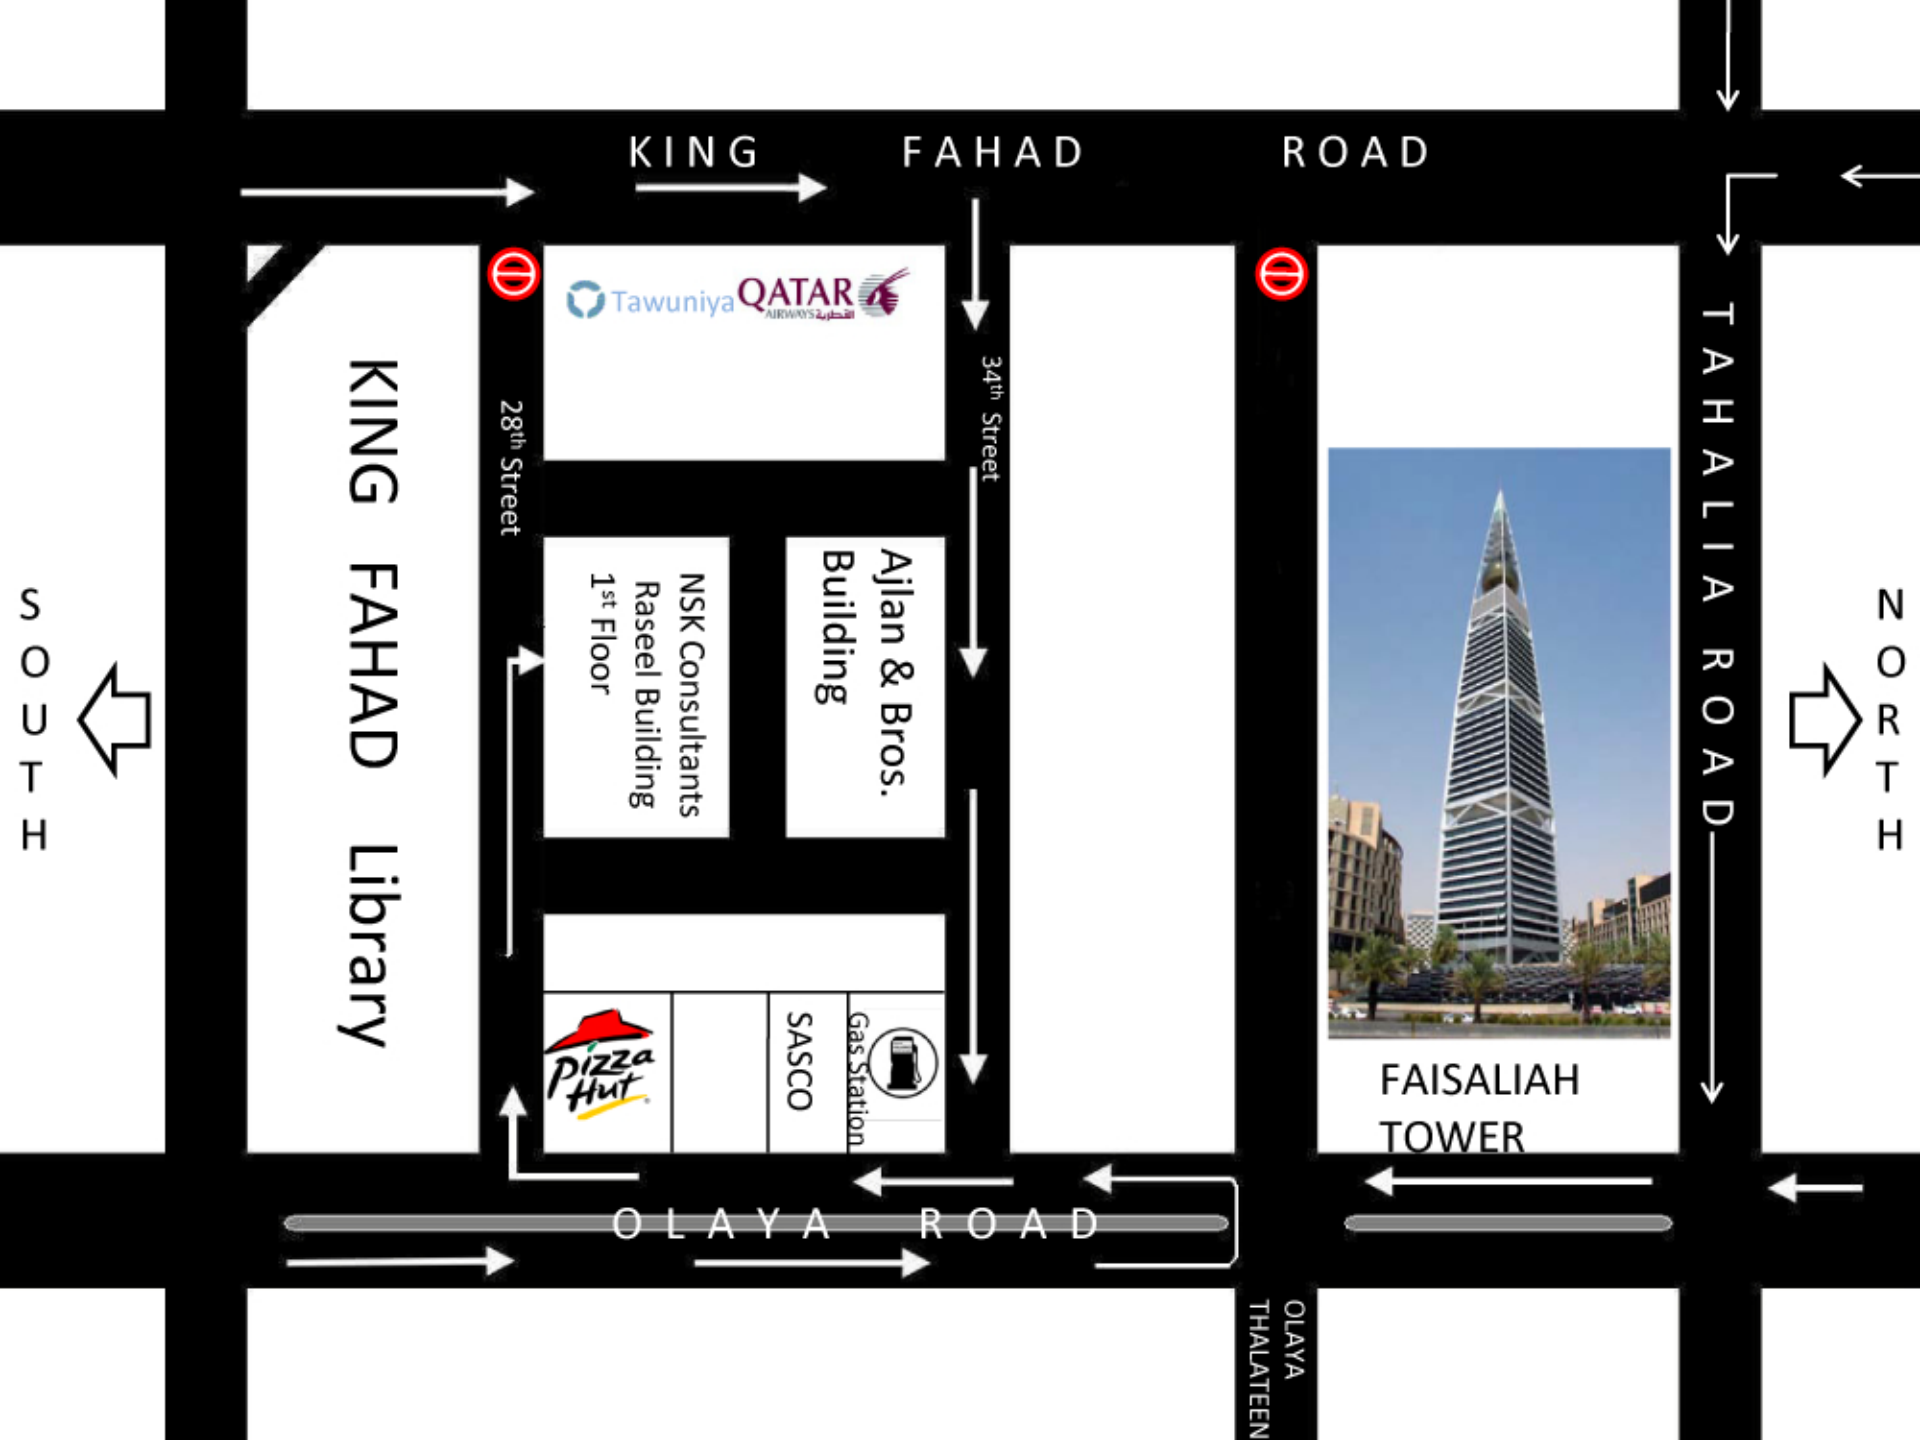 KING FAHAD ROAD
Tawuniya
QATAR
AIRWAYS القطرية
34th Street
28th Street
KING FAHAD Library
TAHALIA ROAD
SOUTH
NORTH
NSK Consultants
Raseel Building
1st Floor
Ajlan & Bros.
Building
Pizza
Hut
SASCO
Gas Station
FAISALIAH
TOWER
OLAYA ROAD
OLAYA
THALATEEN